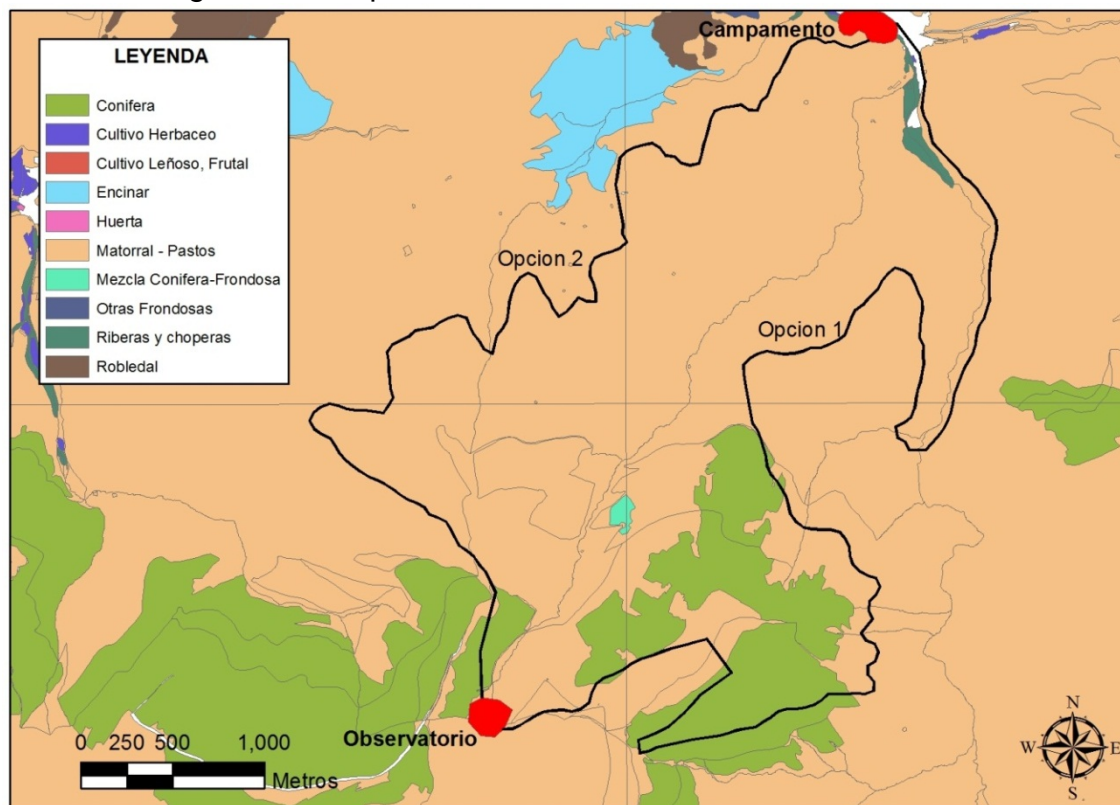 Campamento
LEYENDA
Conifera
Cultivo Herbaceo
Cultivo Leñoso, Frutal
Encinar
Huerta
Matorral - Pastos
Mezcla Conifera-Frondosa
Otras Frondosas
Riberas y choperas
Robledal
Opcion 2
Opcion 1
Observatorio
0 250 500 1,000
Metros
N
W E
S